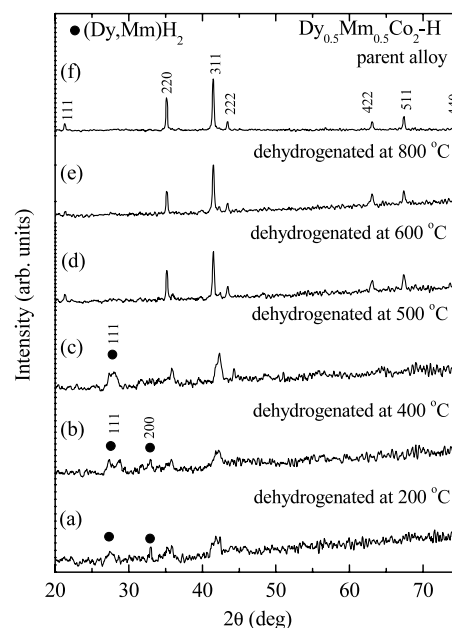 ● (Dy,Mm)H₂ Dy₀.₅Mm₀.₅Co₂-H
parent alloy
(f)
111
220
311
222
422
511
dehydrogenated at 800 °C
(e)
dehydrogenated at 600 °C
(d)
dehydrogenated at 500 °C
(c)
111
dehydrogenated at 400 °C
(b)
111
200
dehydrogenated at 200 °C
(a)
Intensity (arb. units)
20 30 40 50 60 70
2θ (deg)